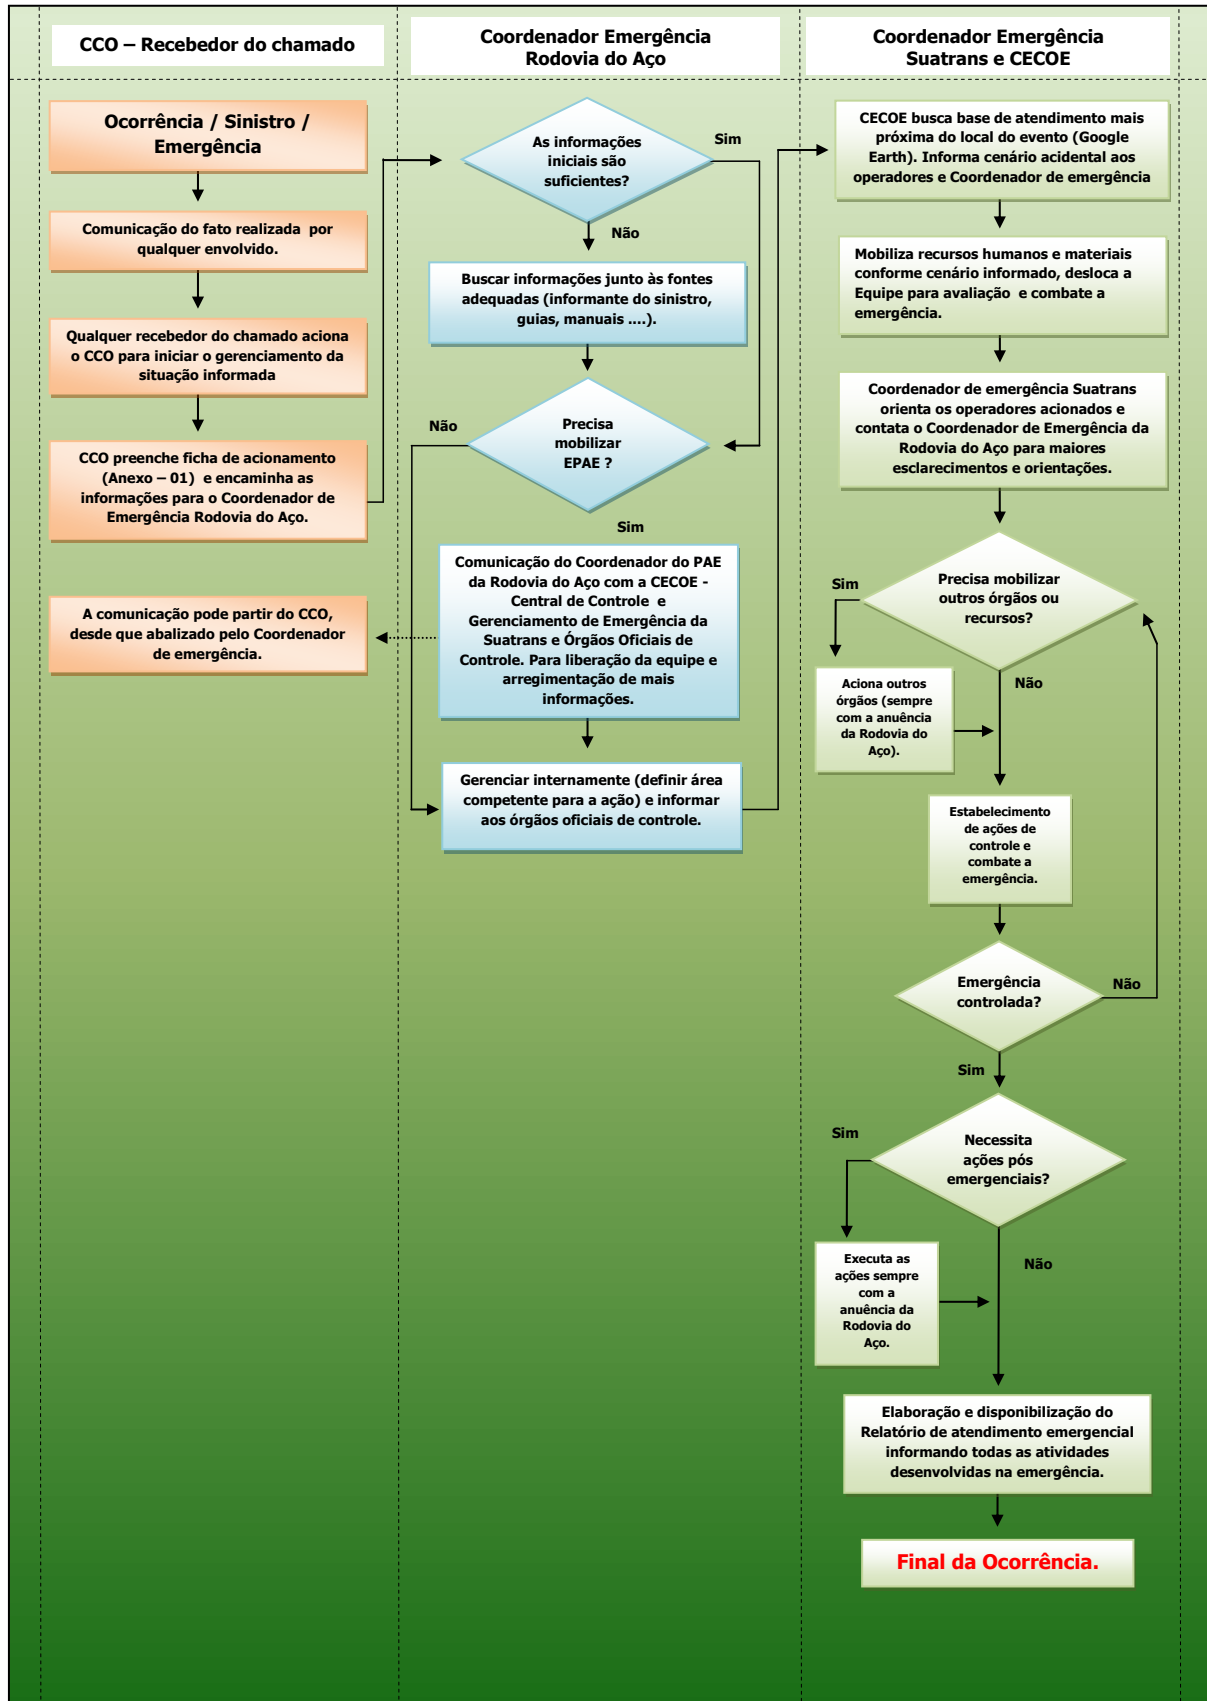 CCO – Recebedor do chamado
Ocorrência / Sinistro /
Emergência
Comunicação do fato realizada por
qualquer envolvido.
Qualquer recebedor do chamado aciona
o CCO para iniciar o gerenciamento da
situação informada
CCO preenche ficha de acionamento
(Anexo – 01) e encaminha as
informações para o Coordenador de
Emergência Rodovia do Aço.
A comunicação pode partir do CCO,
desde que abalizado pelo Coordenador
de emergência.
Coordenador Emergência
Rodovia do Aço
As informações
iniciais são
suficientes?
Sim
Não
Buscar informações junto às fontes
adequadas (informante do sinistro,
guias, manuais ....).
Não
Precisa
mobilizar
EPAE ?
Sim
Comunicação do Coordenador do PAE
da Rodovia do Aço com a CECOE -
Central de Controle e
Gerenciamento de Emergência da
Suatrans e Órgãos Oficiais de
Controle. Para liberação da equipe e
arregimentação de mais
informações.
Gerenciar internamente (definir área
competente para a ação) e informar
aos órgãos oficiais de controle.
Coordenador Emergência
Suatrans e CECOE
CECOE busca base de atendimento mais
próxima do local do evento (Google
Earth). Informa cenário acidental aos
operadores e Coordenador de emergência
Mobiliza recursos humanos e materiais
conforme cenário informado, desloca a
Equipe para avaliação e combate a
emergência.
Coordenador de emergência Suatrans
orienta os operadores acionados e
contata o Coordenador de Emergência da
Rodovia do Aço para maiores
esclarecimentos e orientações.
Sim
Precisa mobilizar
outros órgãos ou
recursos?
Não
Aciona outros
órgãos (sempre
com a anuência
da Rodovia do
Aço).
Estabelecimento
de ações de
controle e
combate a
emergência.
Emergência
controlada?
Não
Sim
Sim
Necessita
ações pós
emergenciais?
Não
Executa as
ações sempre
com a
anuência da
Rodovia do
Aço.
Elaboração e disponibilização do
Relatório de atendimento emergencial
informando todas as atividades
desenvolvidas na emergência.
Final da Ocorrência.